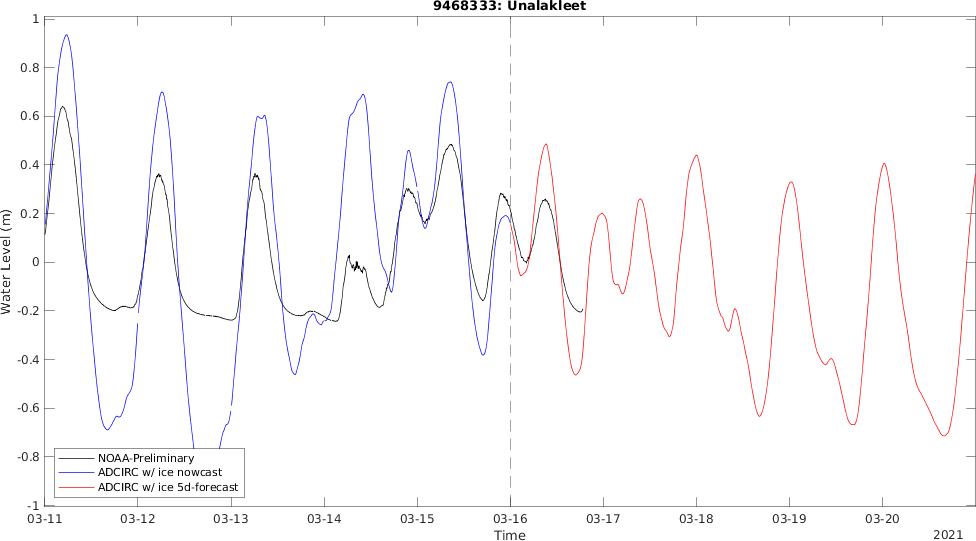 9468333: Unalakleet
Water Level (m)
1
0.8
0.6
0.4
0.2
0
-0.2
-0.4
-0.6
-0.8
-1
NOAA-Preliminary
ADCIRC w/ ice nowcast
ADCIRC w/ ice 5d-forecast
03-11 03-12 03-13 03-14 03-15 03-16 03-17 03-18 03-19 03-20
Time
2021